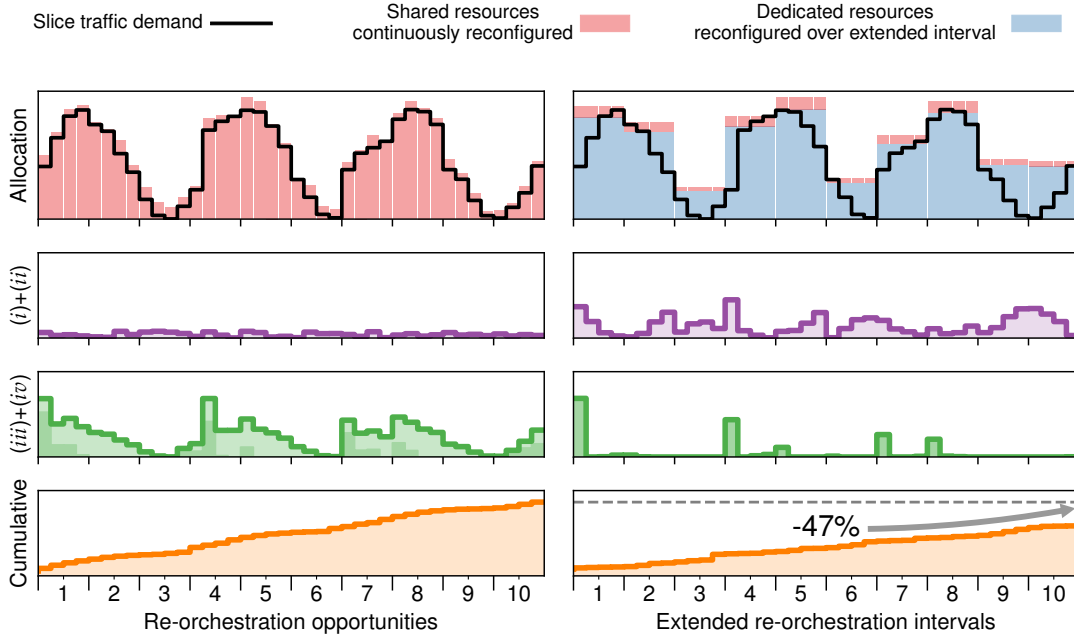 Slice traffic demand
Shared resources
continuously reconfigured
Dedicated resources
reconfigured over extended interval
Allocation
(i)+(ii)
(iii)+(iv)
Cumulative
-47%
1 2 3 4 5 6 7 8 9 10
1 2 3 4 5 6 7 8 9 10
Re-orchestration opportunities
Extended re-orchestration intervals